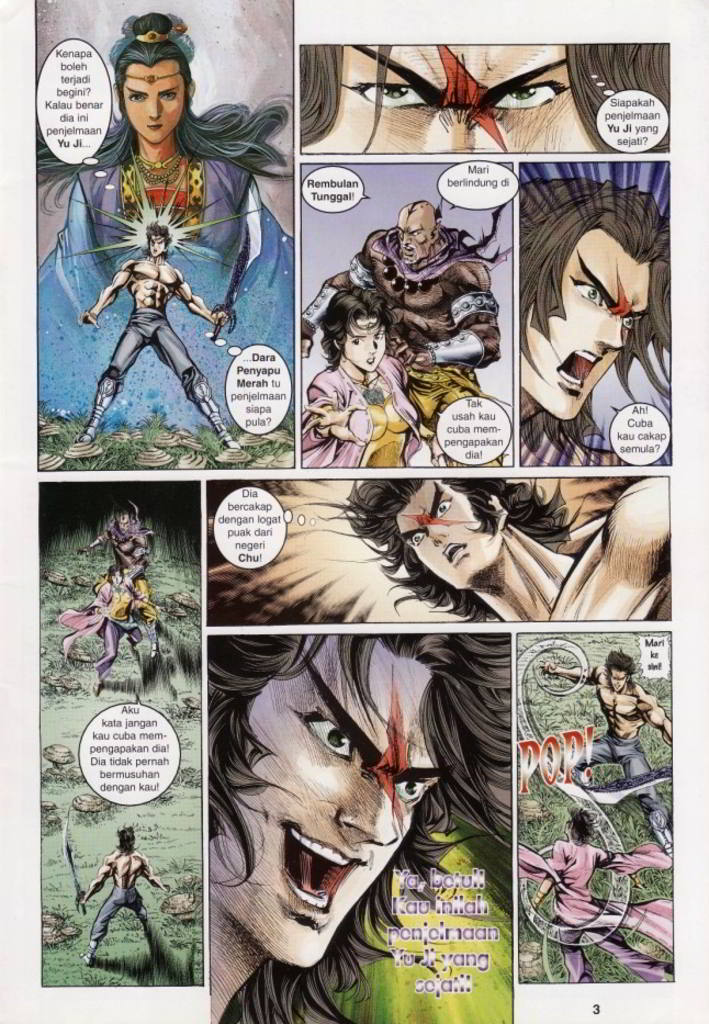 Kenapa
boleh
terjadi
begini?
Kalau benar
dia ini
penjelmaan
Yu Ji...
...Dara
Penyapu
Merah tu
penjelmaan
siapa
pula?
Siapakah
penjelmaan
Yu Ji yang
sejati?
Rembulan
Tunggal!
Mari
berlindung di
Tak
usah kau
cuba mem-
pengapakan
dia!
Ah!
Cuba
kau cakap
semula?
Aku
kata jangan
kau cuba mem-
pengapakan dia!
Dia tidak pernah
bermusuhan
dengan kau!
Dia
bercakap
dengan logat
puak dari
negeri
Chu!
Ya, betul!
Kau inilah
penjelmaan
Yu Ji yang
sejati!
Mari
ke
sini!
POP!
3